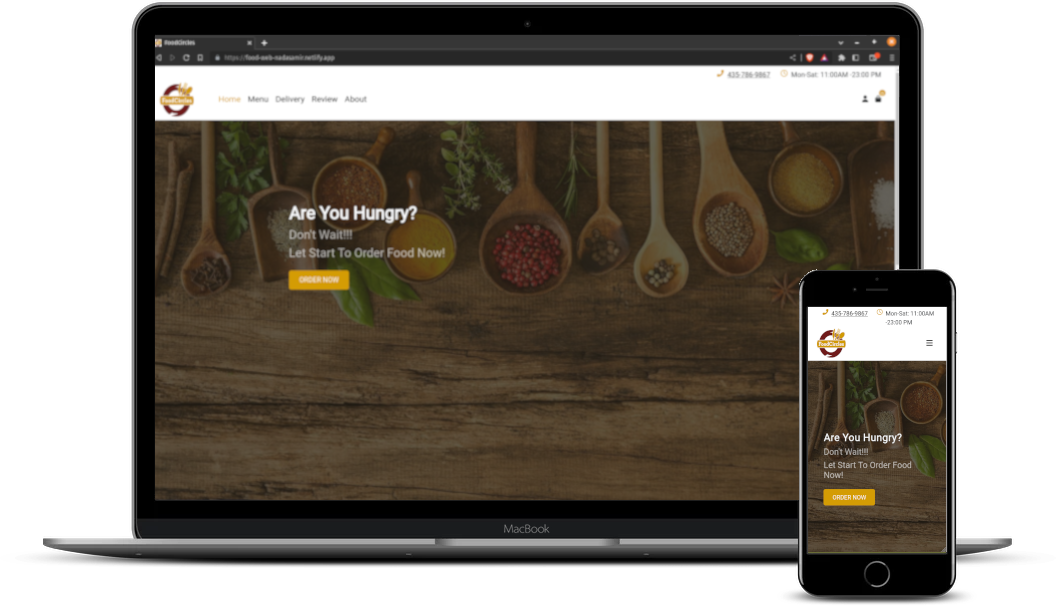 FoodCircles
https://food-web-nadeamir.netlify.app
435-786-9867 Mon-Sat: 11:00AM -23:00 PM
FoodCircles
Home Menu Delivery Review About
Are You Hungry?
Don't Wait!!!
Let Start To Order Food Now!
ORDER NOW!
MacBook
435-786-9867 Mon-Sat: 11:00AM
-23:00 PM
FoodCircles
Are You Hungry?
Don't Wait!!!
Let Start To Order Food
Now!
ORDER NOW